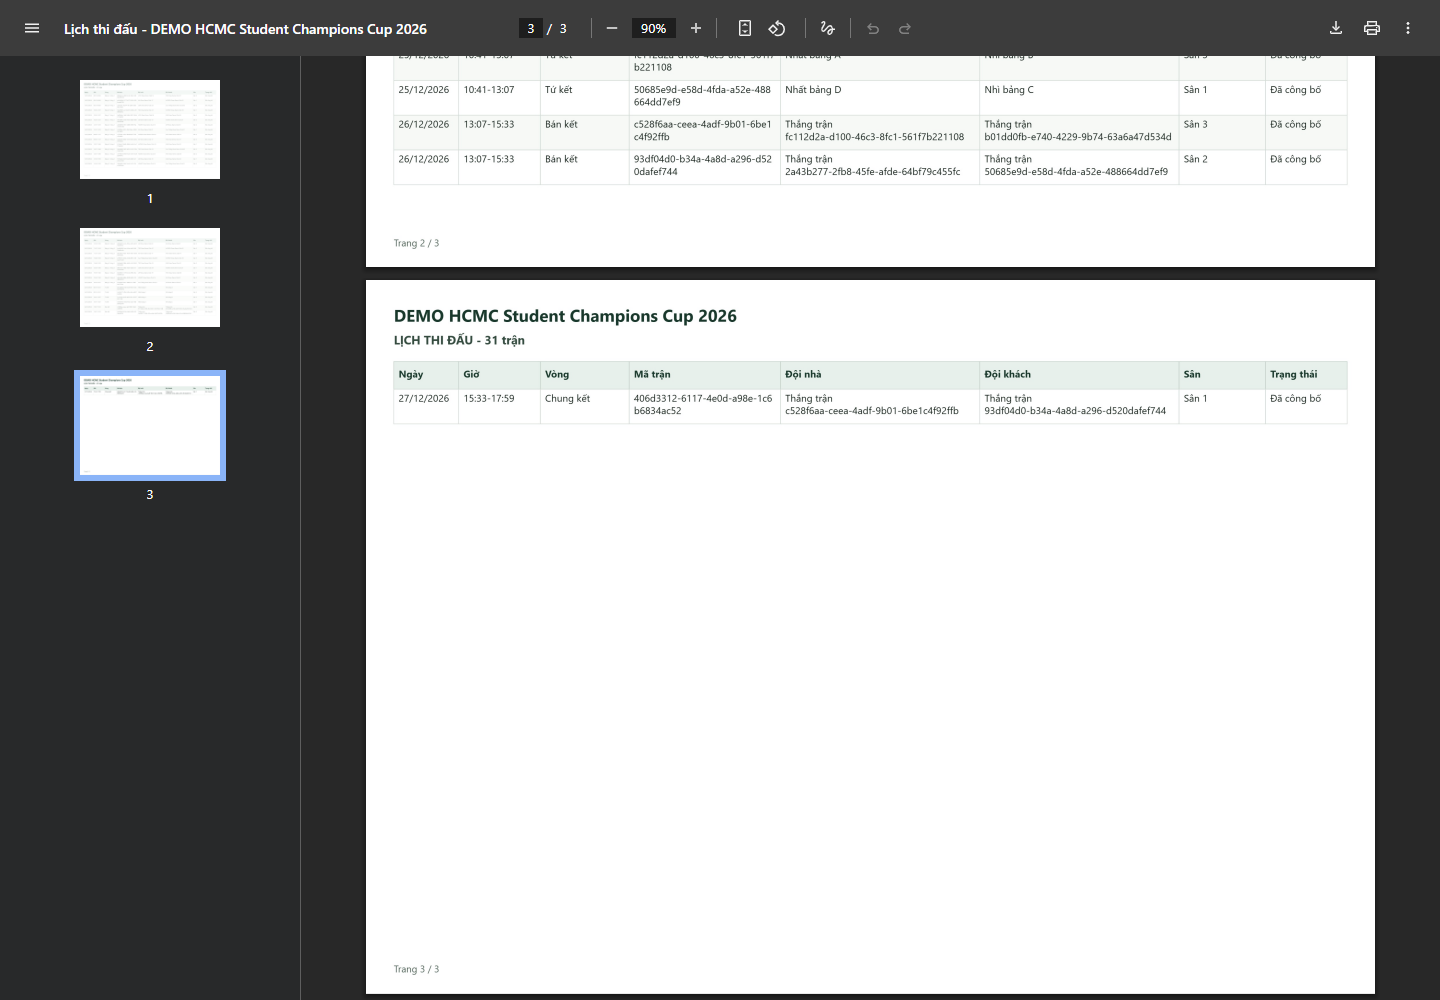 Lịch thi đấu - DEMO HCMC Student Champions Cup 2026
3 / 3
90%
1
2
3
b221108
25/12/2026 10:41-13:07 Tứ kết 50685e9d-e58d-4fda-a52e-488 Nhất bảng D Nhì bảng C Sân 1 Đã công bố
664dd7ef9
26/12/2026 13:07-15:33 Bán kết c528f6aa-ceea-4adf-9b01-6be1 Thắng trận Thắng trận Sân 3 Đã công bố
c4f92ffb fc112d2a-d100-46c3-8fc1-561f7b221108 b01dd0fb-e740-4229-9b74-63a6a47d534d
26/12/2026 13:07-15:33 Bán kết 93df04d0-b34a-4a8d-a296-d52 Thắng trận Thắng trận Sân 2 Đã công bố
0dafef744 2a43b277-2fb8-45fe-afde-64bf79c455fc 50685e9d-e58d-4fda-a52e-488664dd7ef9
Trang 2 / 3
DEMO HCMC Student Champions Cup 2026
LỊCH THI ĐẤU - 31 trận
Ngày Giờ Vòng Mã trận Đội nhà Đội khách Sân Trạng thái
27/12/2026 15:33-17:59 Chung kết 406d3312-6117-4e0d-a98e-1c6 Thắng trận Thắng trận Sân 1 Đã công bố
b6834ac52 c528f6aa-ceea-4adf-9b01-6be1c4f92ffb 93df04d0-b34a-4a8d-a296-d520dafef744
Trang 3 / 3